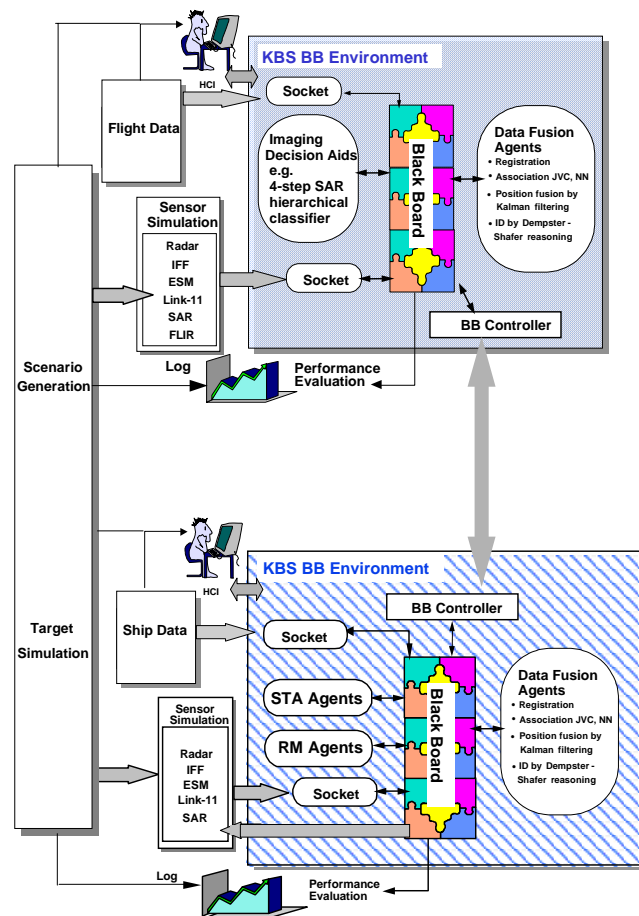 HCI
KBS BB Environment
Socket
Flight Data
Imaging
Decision Aids
e.g.
4-step SAR
hierarchical
classifier
Black Board
Data Fusion
Agents
• Registration
• Association JVC, NN
• Position fusion by
Kalman filtering
• ID by Dempster -
Shafer reasoning
Sensor
Simulation
Radar
IFF
ESM
Link-11
SAR
FLIR
Socket
BB Controller
Scenario
Generation
Log
Performance
Evaluation
HCI
KBS BB Environment
BB Controller
Target
Simulation
Ship Data
Socket
STA Agents
RM Agents
Socket
Black Board
Data Fusion
Agents
• Registration
• Association JVC, NN
• Position fusion by
Kalman filtering
• ID by Dempster -
Shafer reasoning
Sensor
Simulation
Radar
IFF
ESM
Link-11
SAR
Log
Performance
Evaluation